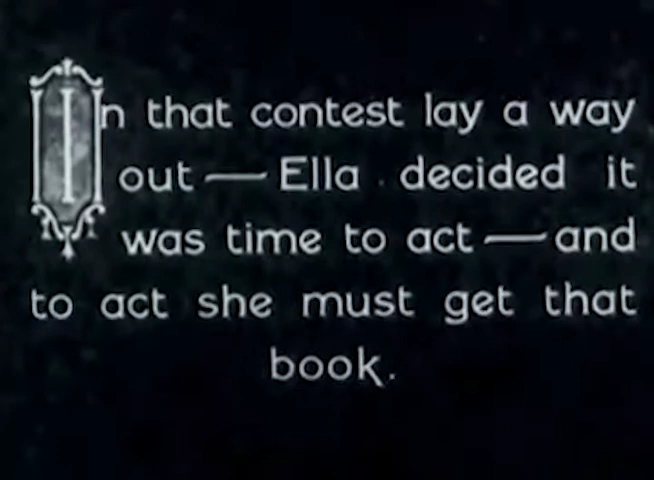 In that contest lay a way
out — Ella decided it
was time to act — and
to act she must get that
book.